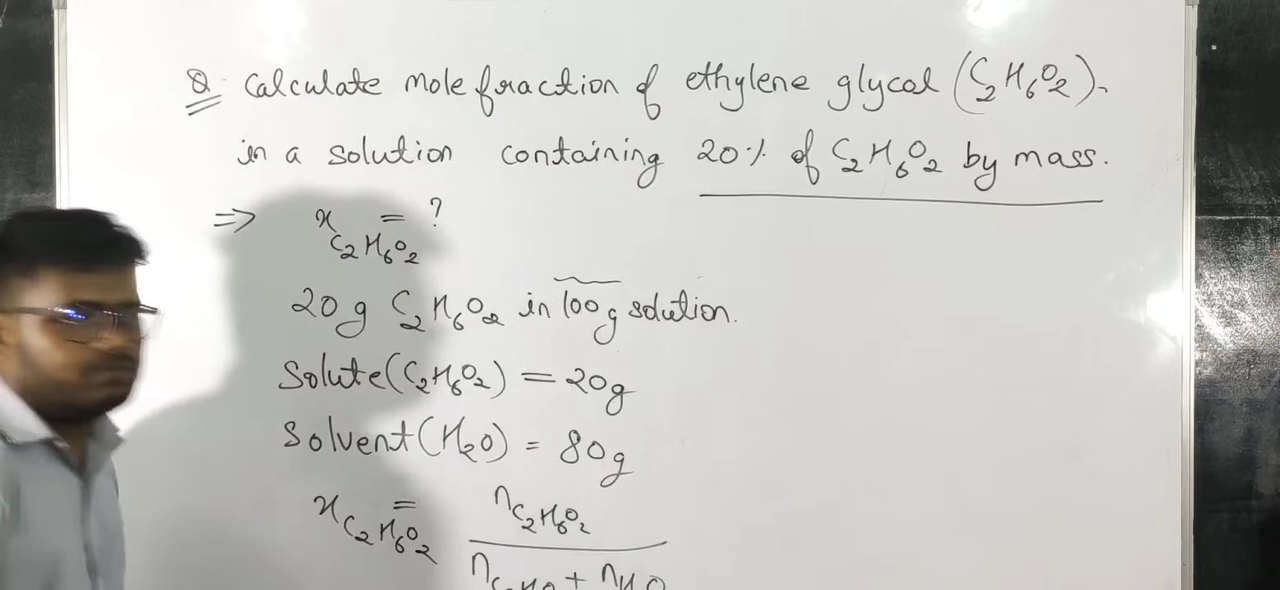 Q. Calculate mole fraction of ethylene glycol (C2H6O2).
in a solution containing 20% of C2H6O2 by mass.
⇒ x C2H6O2 = ?
20g C2H6O2 in 100g solution.
Solute(C2H6O2) = 20g
Solvent(H2O) = 80g
x C2H6O2 = n C2H6O2